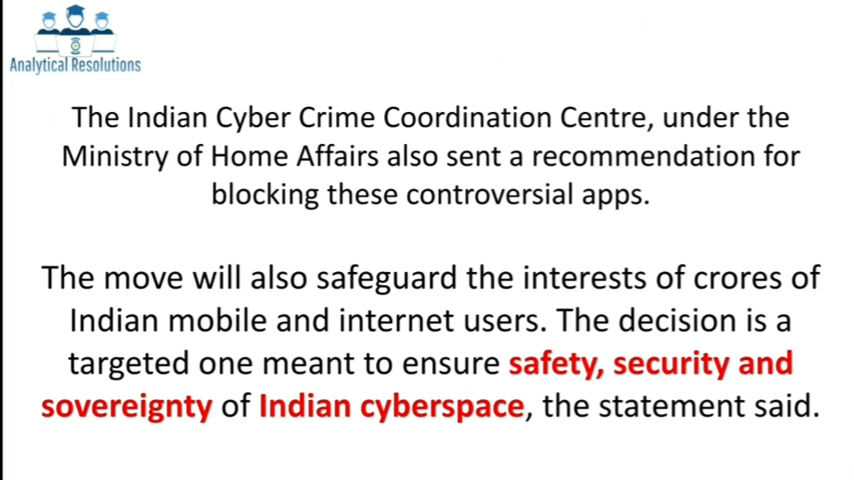 Analytical Resolutions
The Indian Cyber Crime Coordination Centre, under the
Ministry of Home Affairs also sent a recommendation for
blocking these controversial apps.
The move will also safeguard the interests of crores of
Indian mobile and internet users. The decision is a
targeted one meant to ensure safety, security and
sovereignty of Indian cyberspace, the statement said.